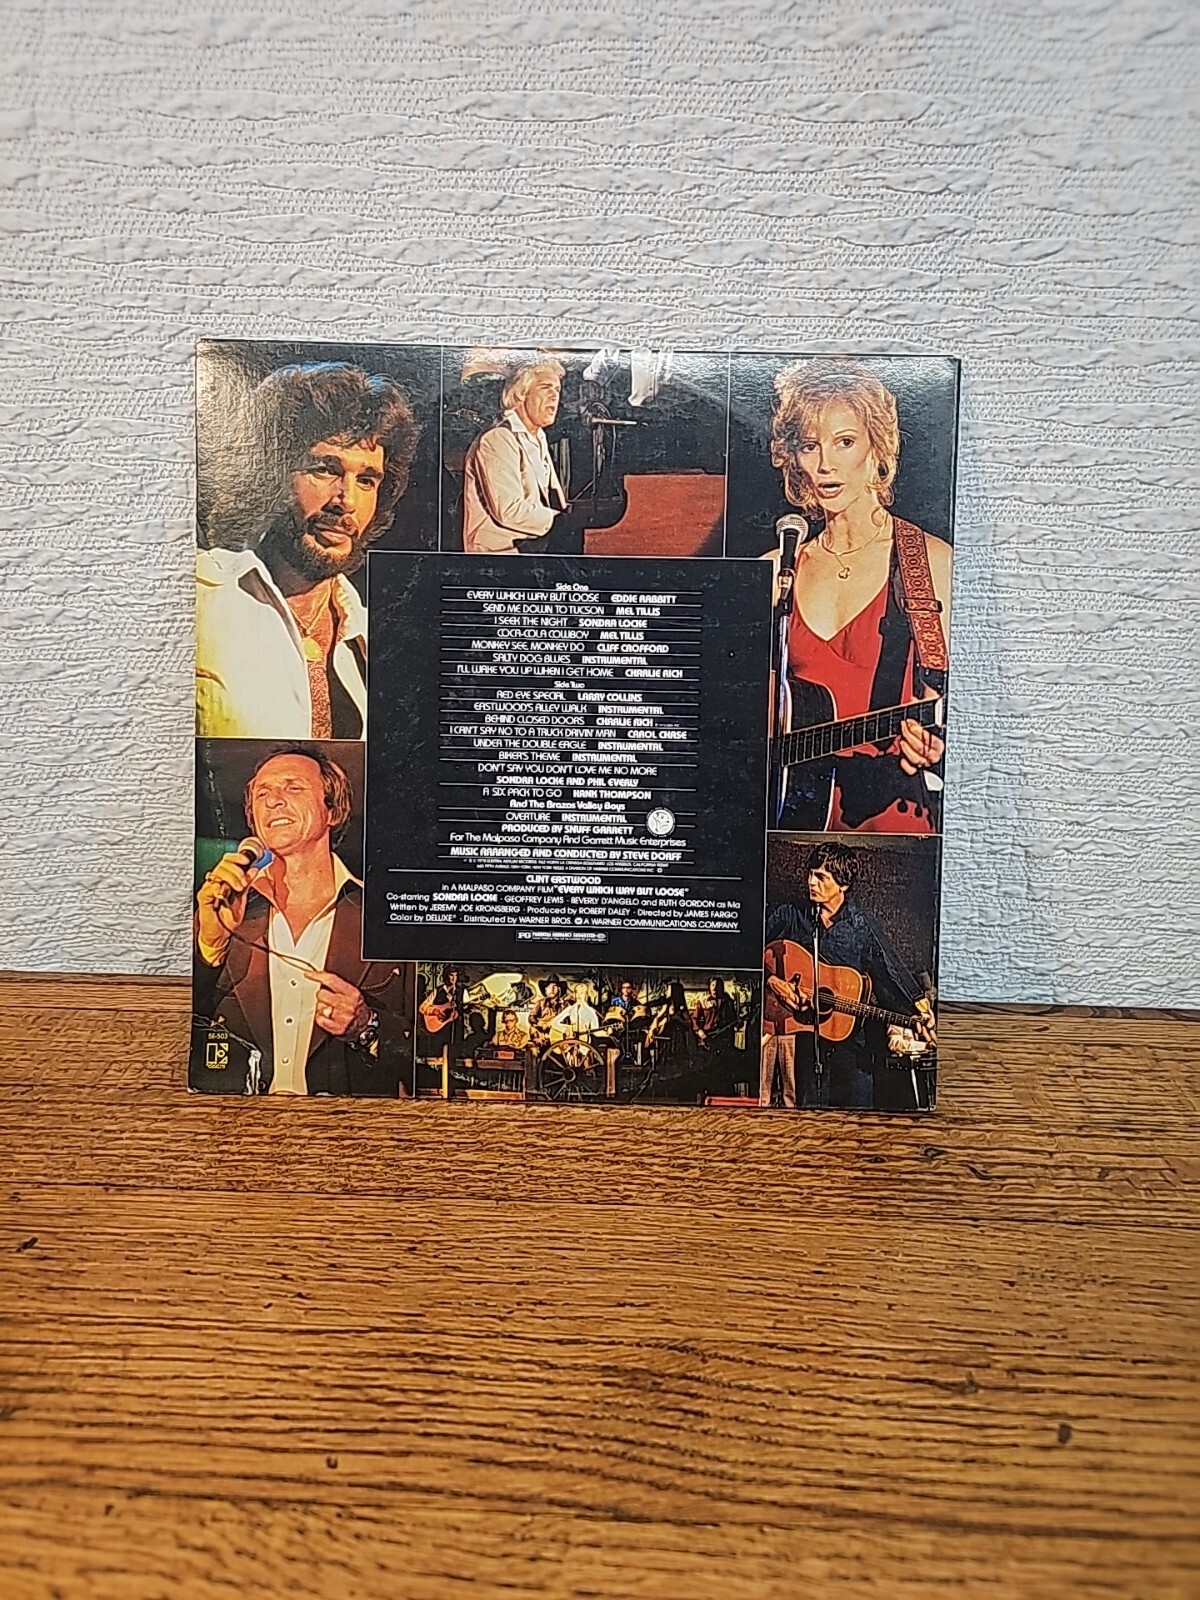 Side One
EVERY WHICH WAY BUT LOOSE EDDIE RABBITT
SEND ME DOWN TO TUCSON MEL TILLIS
I SEEK THE NIGHT SONDRA LOCKE
COCA-COLA COWBOY MEL TILLIS
MONKEY SEE, MONKEY DO CLIFF CROFFORD
SALTY DOG BLUES INSTRUMENTAL
I'LL WAKE YOU UP WHEN I GET HOME CHARLIE RICH
Side Two
RED EYE SPECIAL LARRY COLLINS
EASTWOOD'S ALLEY WALK INSTRUMENTAL
BEHIND CLOSED DOORS CHARLIE RICH
I CAN'T SAY NO TO A TRUCK DRIVIN' MAN CAROL CHASE
UNDER THE DOUBLE EAGLE INSTRUMENTAL
BIKER'S THEME INSTRUMENTAL
DON'T SAY YOU DON'T LOVE ME NO MORE
SONDRA LOCKE AND PHIL EVERLY
A SIX PACK TO GO HANK THOMPSON
And The Brazos Valley Boys
OVERTURE INSTRUMENTAL
PRODUCED BY SNUFF GARRETT
For The Malpaso Company And Garrett Music Enterprises
MUSIC ARRANGED AND CONDUCTED BY STEVE DORFF
CLINT EASTWOOD
in A MALPASO COMPANY FILM "EVERY WHICH WAY BUT LOOSE"
Co-starring SONDRA LOCKE · GEOFFREY LEWIS · BEVERLY D'ANGELO and RUTH GORDON as Ma
Written by JEREMY JOE KRONSBERG · Produced by ROBERT DALEY · Directed by JAMES FARGO
Color by DELUXE® · Distributed by WARNER BROS. A WARNER COMMUNICATIONS COMPANY
PG PARENTAL GUIDANCE SUGGESTED
5E-503